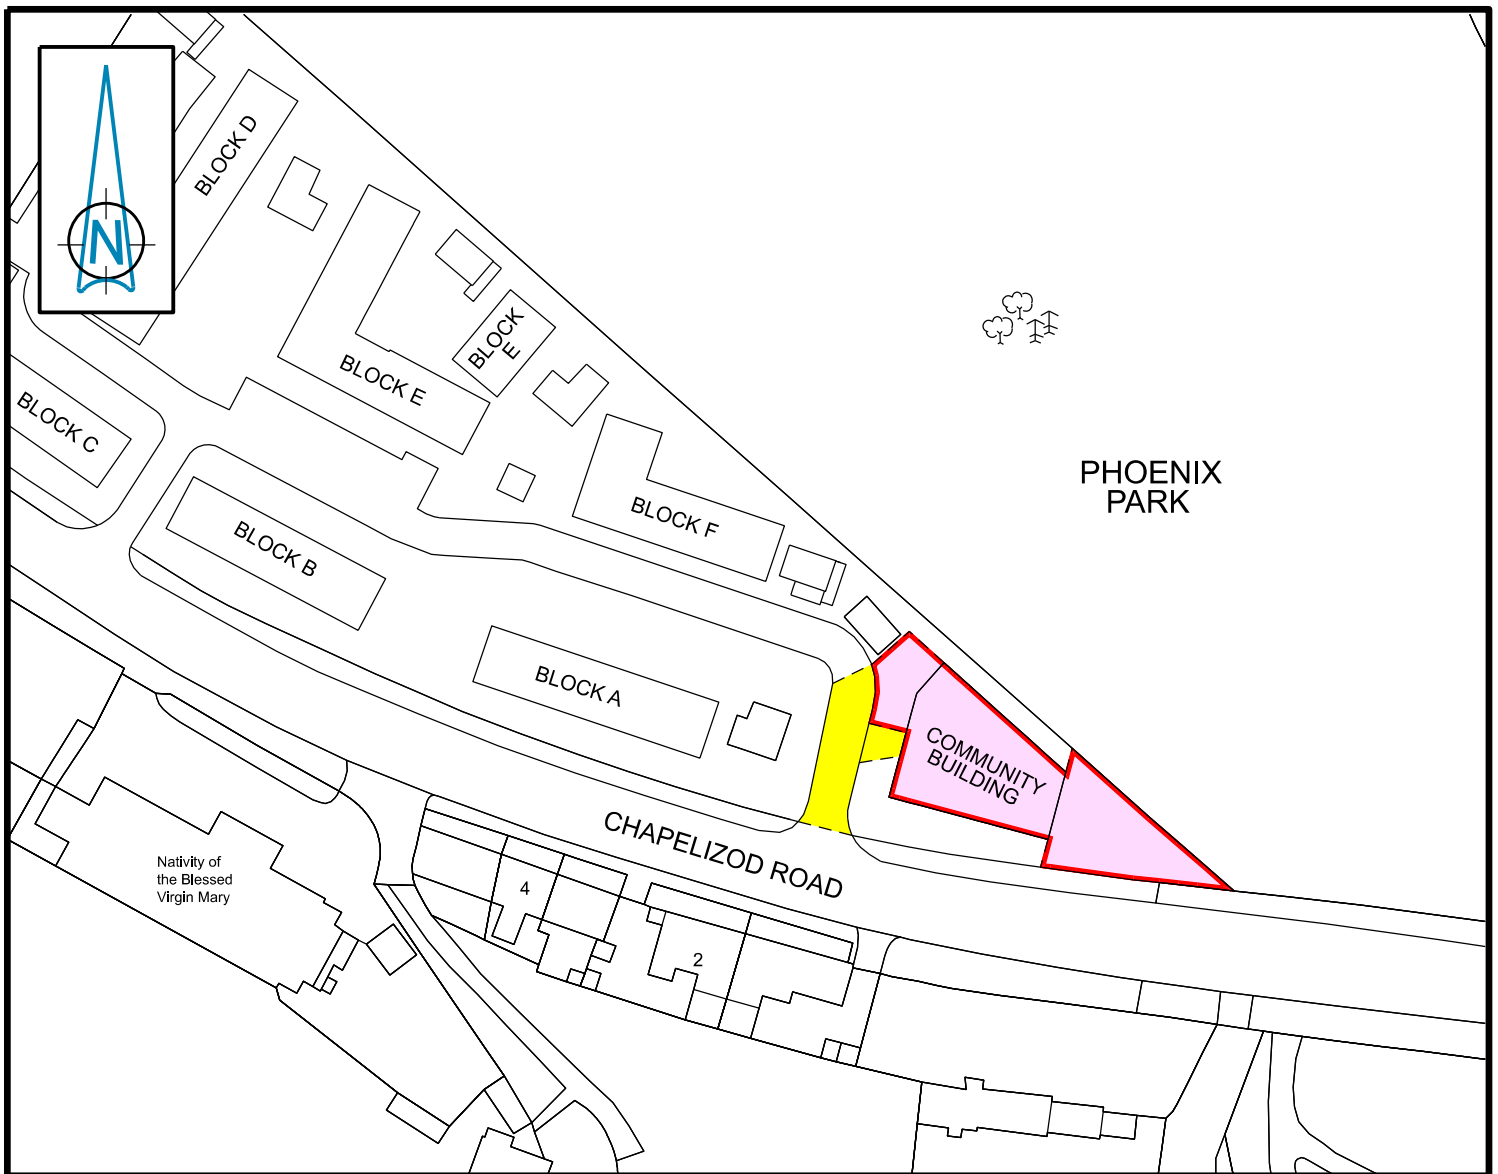 N
BLOCK D
BLOCK
E
BLOCK E
BLOCK C
PHOENIX
PARK
BLOCK F
BLOCK B
BLOCK A
COMMUNITY
BUILDING
CHAPELIZOD ROAD
Nativity of
the Blessed
Virgin Mary
4
2